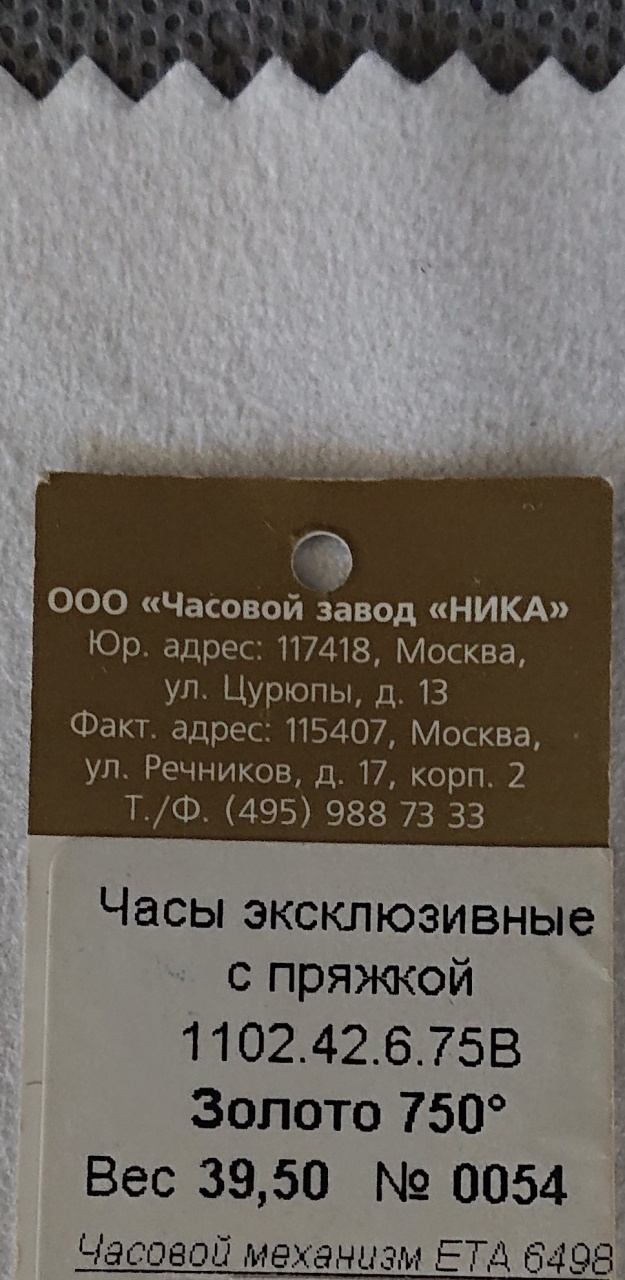 ООО «Часовой завод «НИКА»
Юр. адрес: 117418, Москва,
ул. Цурюпы, д. 13
Факт. адрес: 115407, Москва,
ул. Речников, д. 17, корп. 2
Т./Ф. (495) 988 73 33
Часы эксклюзивные
с пряжкой
1102.42.6.75В
Золото 750°
Вес 39,50 № 0054
Часовой механизм ETA 6498